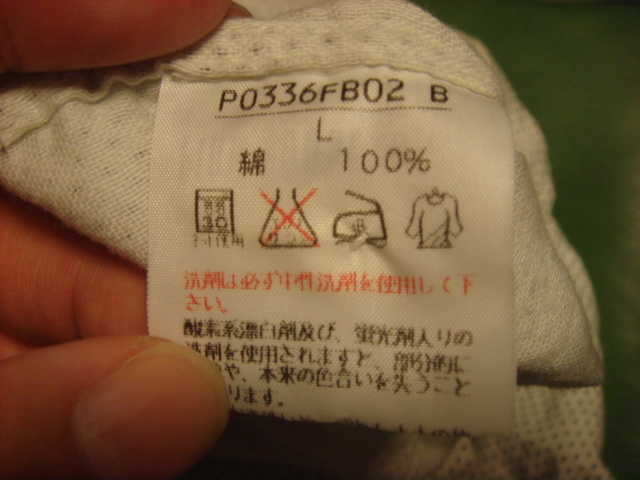 P0336FB02 B
L
綿 100%
30
洗剤は必ず中性洗剤を使用して下
さい。
酸素系漂白剤及び、蛍光剤入りの
洗剤を使用されますと、部分的に
や、本来の色合いを失うこと
ります。